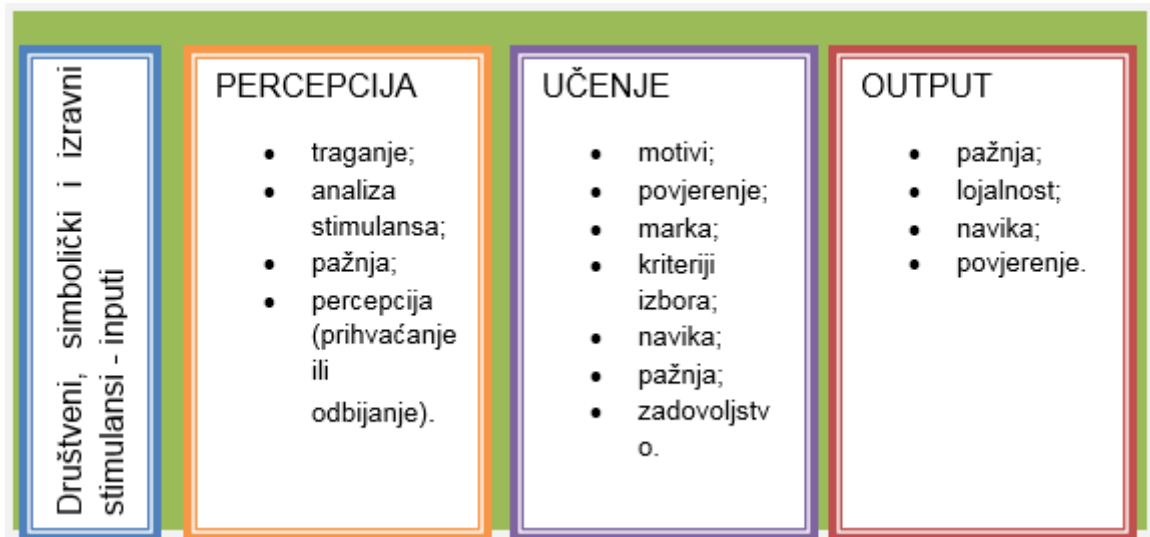 Društveni, simbolički i izravni
stimulansi - inputi
PERCEPCIJA
• traganje;
• analiza
stimulansa;
• pažnja;
• percepcija
(prihvaćanje
ili
odbijanje).
UČENJE
• motivi;
• povjerenje;
• marka;
• kriteriji
izbora;
• navika;
• pažnja;
• zadovoljstv
o.
OUTPUT
• pažnja;
• lojalnost;
• navika;
• povjerenje.